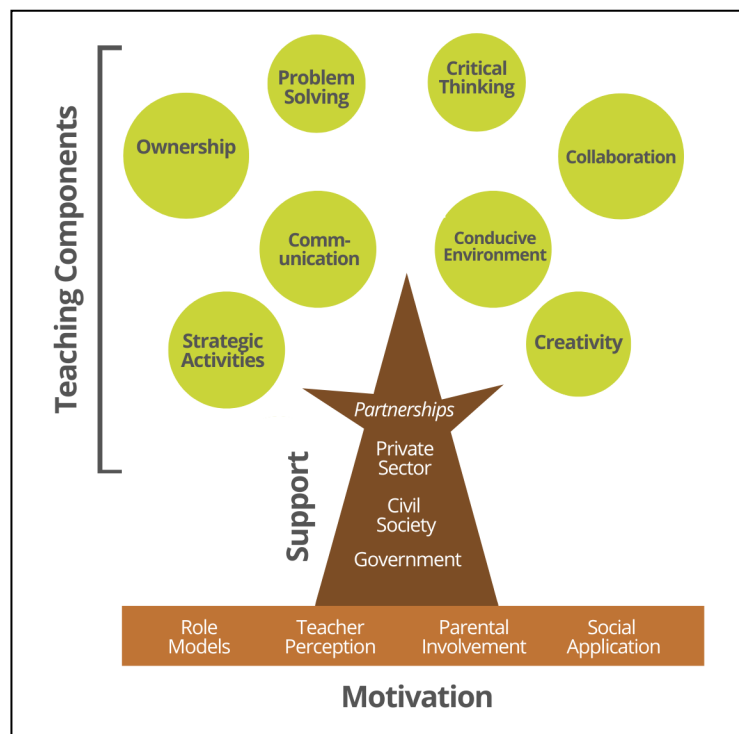 Teaching Components
Problem
Solving
Critical
Thinking
Ownership
Collaboration
Comm-
unication
Conducive
Environment
Strategic
Activities
Creativity
Support
Partnerships
Private
Sector
Civil
Society
Government
Role
Models
Teacher
Perception
Parental
Involvement
Social
Application
Motivation